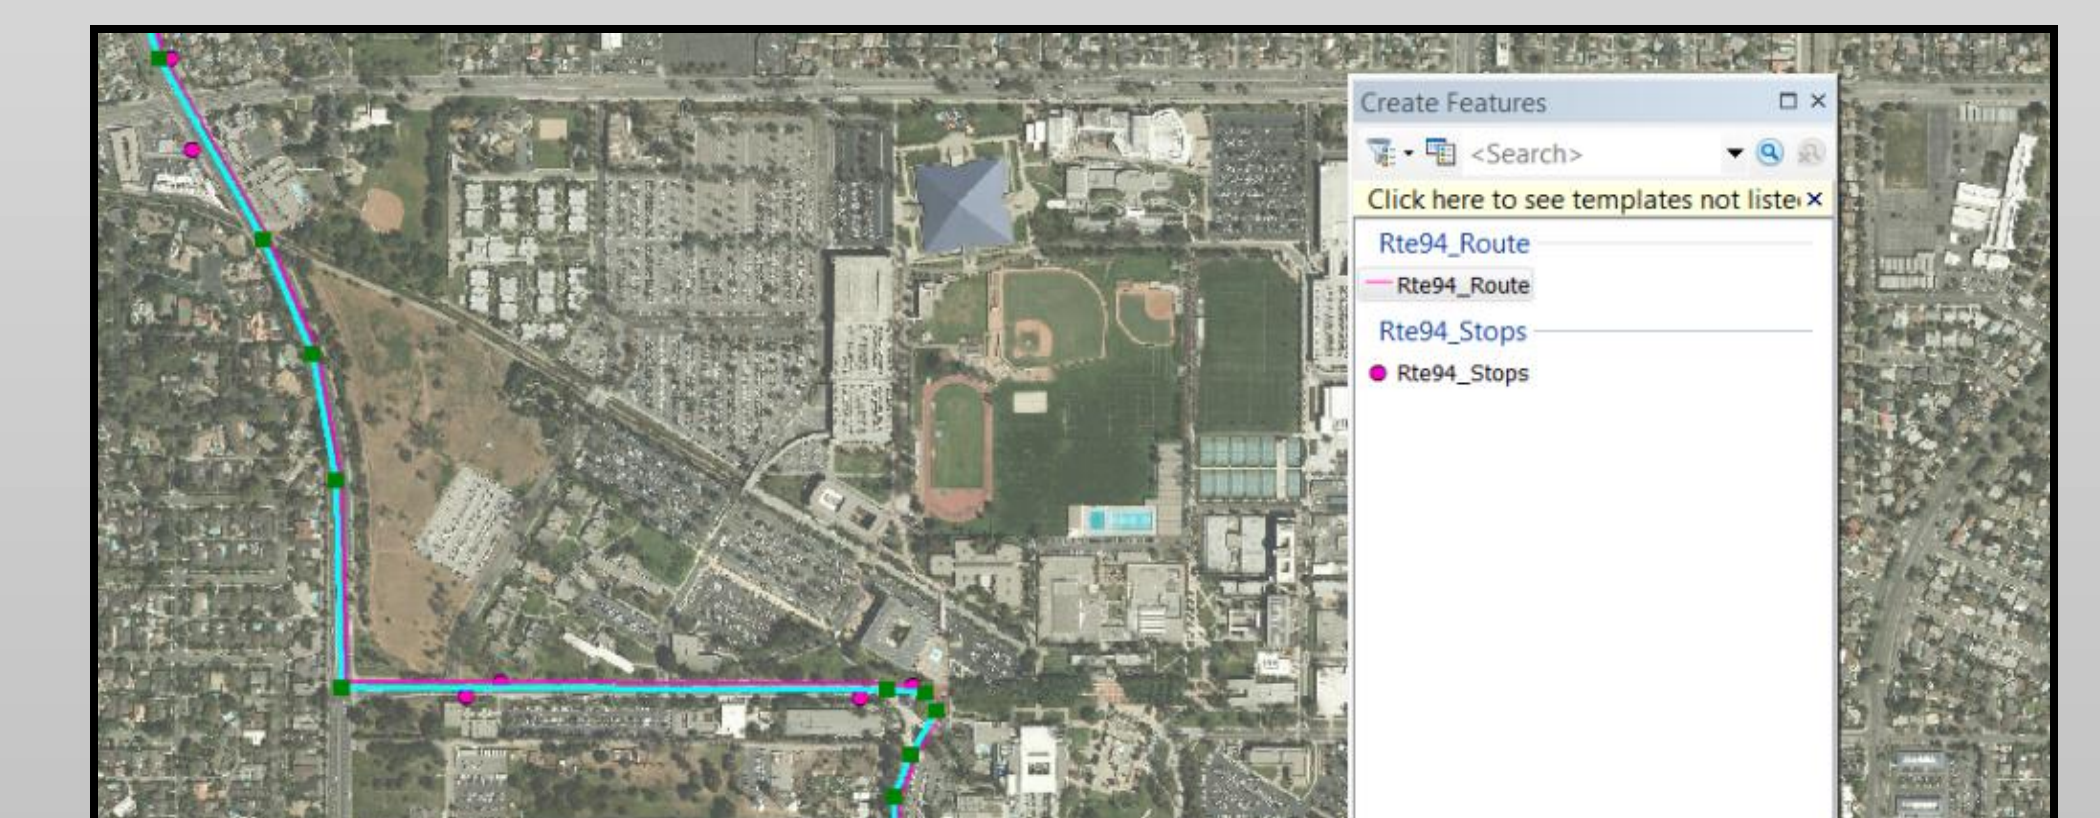 Create Features
<Search>
Click here to see templates not liste
Rte94_Route
Rte94_Route
Rte94_Stops
Rte94_Stops